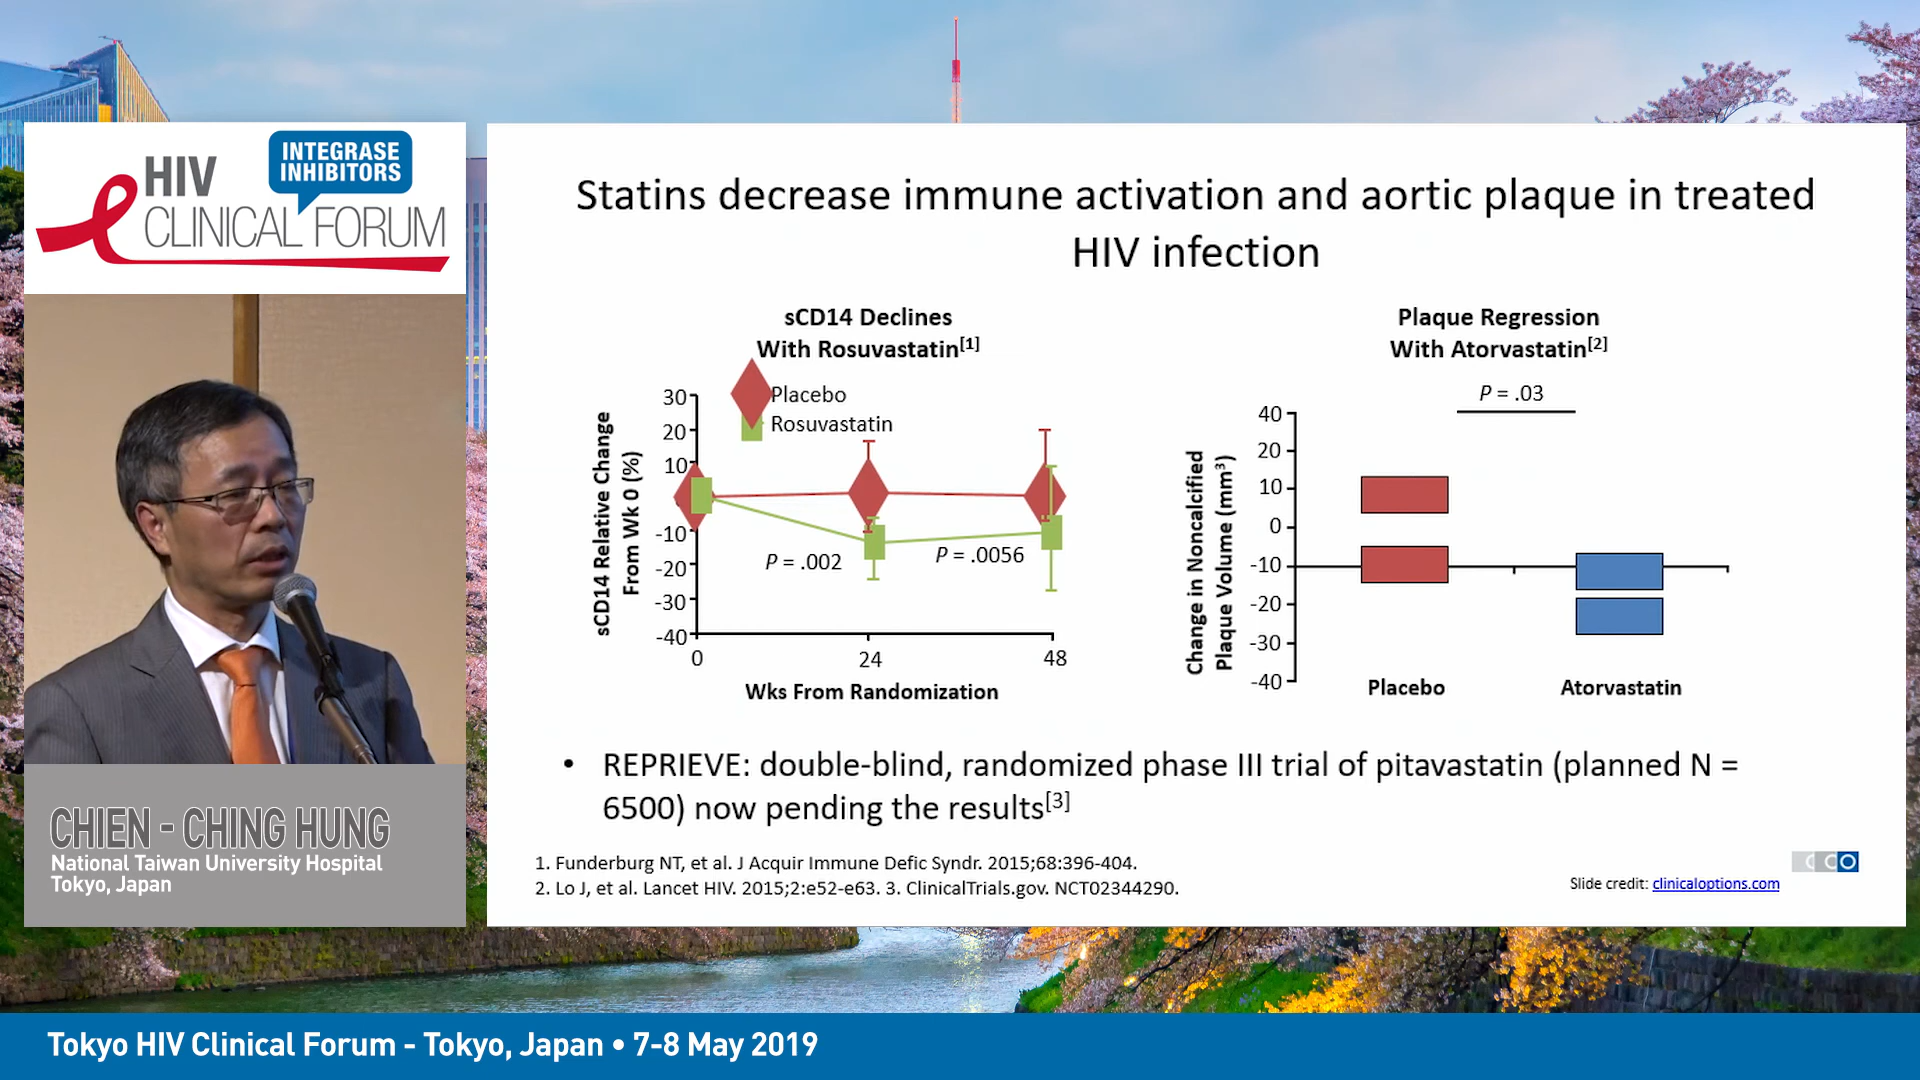 HIV
INTEGRASE
INHIBITORS
CLINICAL FORUM
CHIEN - CHING HUNG
National Taiwan University Hospital
Tokyo, Japan
Statins decrease immune activation and aortic plaque in treated
HIV infection
sCD14 Declines
With Rosuvastatin[1]
Placebo
Rosuvastatin
sCD14 Relative Change
From Wk 0 (%)
30
20
10
-10
-20
-30
-40
P = .002
P = .0056
0
24
48
Wks From Randomization
Plaque Regression
With Atorvastatin[2]
P = .03
Change in Noncalcified
Plaque Volume (mm³)
40
20
10
0
-10
-20
-30
-40
Placebo
Atorvastatin
• REPRIEVE: double-blind, randomized phase III trial of pitavastatin (planned N =
6500) now pending the results[3]
1. Funderburg NT, et al. J Acquir Immune Defic Syndr. 2015;68:396-404.
2. Lo J, et al. Lancet HIV. 2015;2:e52-e63. 3. ClinicalTrials.gov. NCT02344290.
CCO
Slide credit: clinicaloptions.com
Tokyo HIV Clinical Forum - Tokyo, Japan • 7-8 May 2019